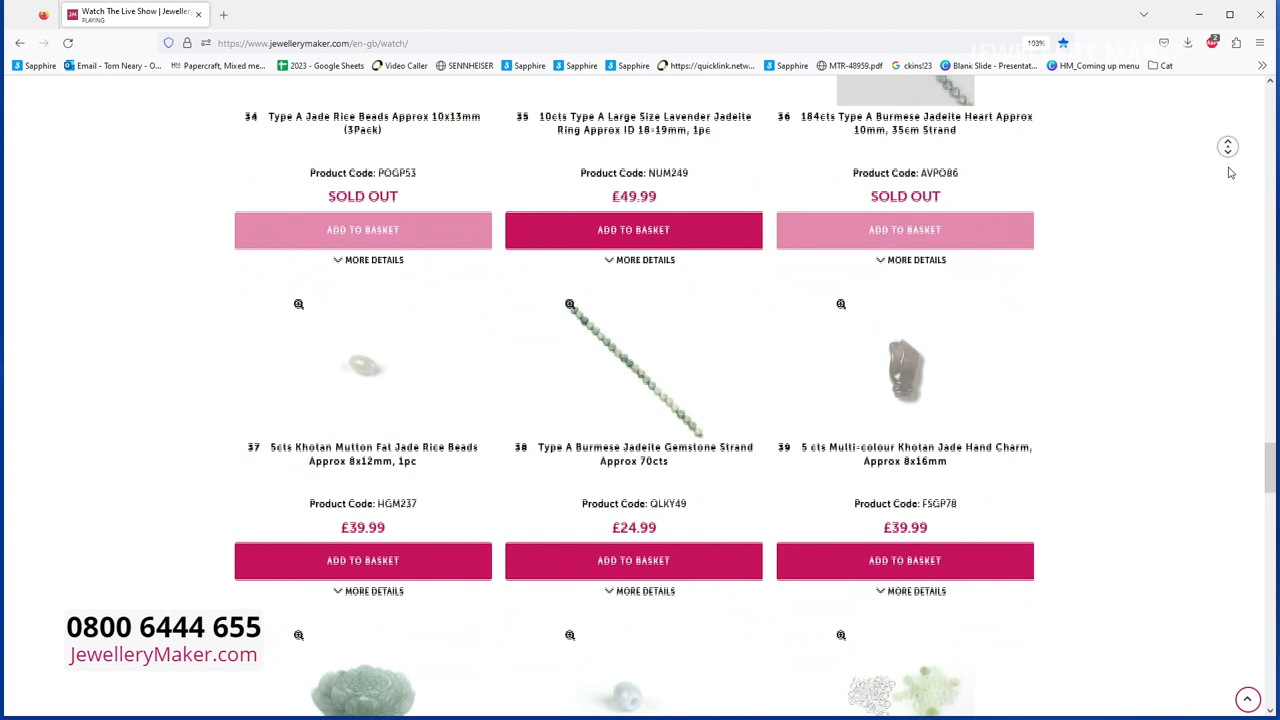 Watch The Live Show | Jewellery
PLAYING
https://www.jewellerymaker.com/en-gb/watch/
103%
2
JEWELLERY MAKER
Sapphire
Email - Tom Neary - O...
Papercraft, Mixed me...
2023 - Google Sheets
Video Caller
SENNHEISER
Sapphire
Sapphire
Sapphire
https://quicklink.netw...
Sapphire
MTR-48959.pdf
ckins!23
Blank Slide - Presentat...
HM_Coming up menu
Cat
34 Type A Jade Rice Beads Approx 10x13mm
(3Pack)
Product Code: POGP53
SOLD OUT
ADD TO BASKET
MORE DETAILS
35 10cts Type A Large Size Lavender Jadeite
Ring Approx ID 18-19mm, 1pc
Product Code: NUM249
£49.99
ADD TO BASKET
MORE DETAILS
36 184cts Type A Burmese Jadeite Heart Approx
10mm, 35cm Strand
Product Code: AVPO86
SOLD OUT
ADD TO BASKET
MORE DETAILS
37 5cts Khotan Mutton Fat Jade Rice Beads
Approx 8x12mm, 1pc
Product Code: HGM237
£39.99
ADD TO BASKET
MORE DETAILS
38 Type A Burmese Jadeite Gemstone Strand
Approx 70cts
Product Code: QLKY49
£24.99
ADD TO BASKET
MORE DETAILS
39 5 cts Multi-colour Khotan Jade Hand Charm,
Approx 8x16mm
Product Code: FSGP78
£39.99
ADD TO BASKET
MORE DETAILS
0800 6444 655
JewelleryMaker.com